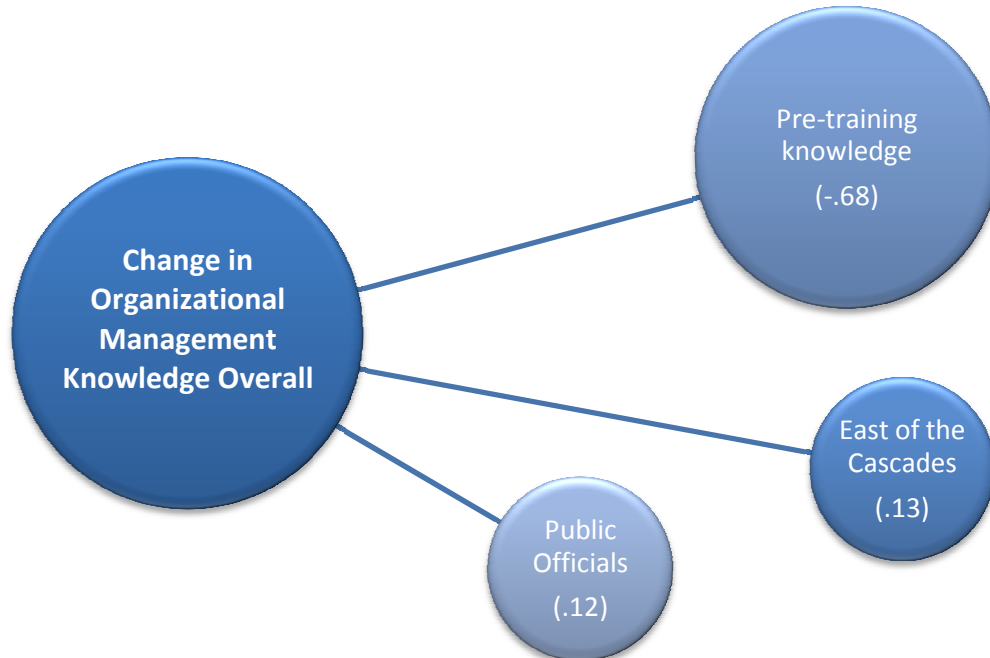 Change in
Organizational
Management
Knowledge Overall
Pre-training
knowledge
(-.68)
East of the
Cascades
(.13)
Public
Officials
(.12)